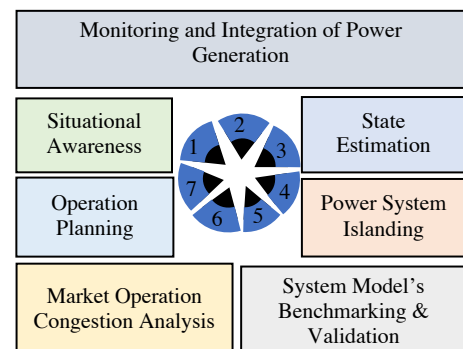 Monitoring and Integration of Power
Generation
Situational
Awareness
1
2
3
State
Estimation
Operation
Planning
7
6
5
4
Power System
Islanding
Market Operation
Congestion Analysis
System Model's
Benchmarking &
Validation